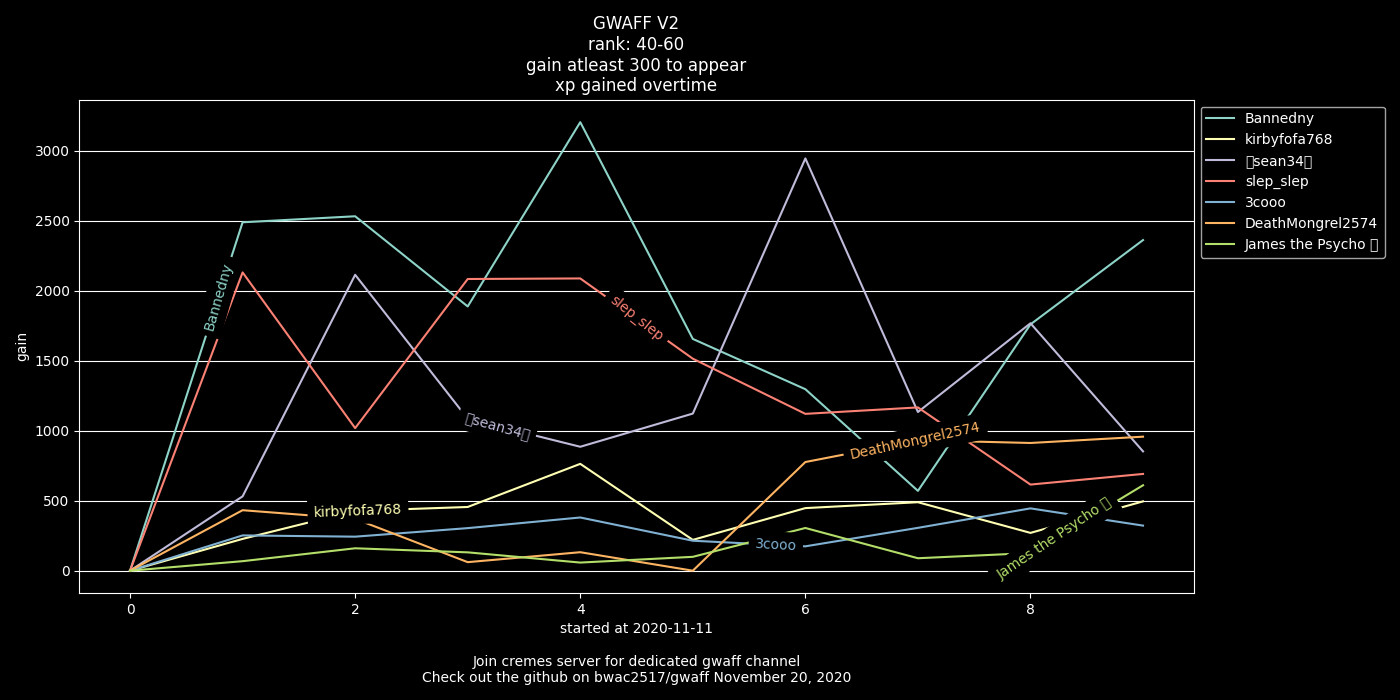 GWAFF V2
rank: 40-60
gain atleast 300 to appear
xp gained overtime
Bannedny
kirbyfofa768
sean34
slep_slep
3cooo
DeathMongrel2574
James the Psycho
3000
2500
2000
1500
1000
500
0
gain
Bannedny
slep_slep
sean34
DeathMongrel2574
kirbyfofa768
3cooo
James the Psycho
0
2
4
6
8
started at 2020-11-11
Join cremes server for dedicated gwaff channel
Check out the github on bwac2517/gwaff November 20, 2020